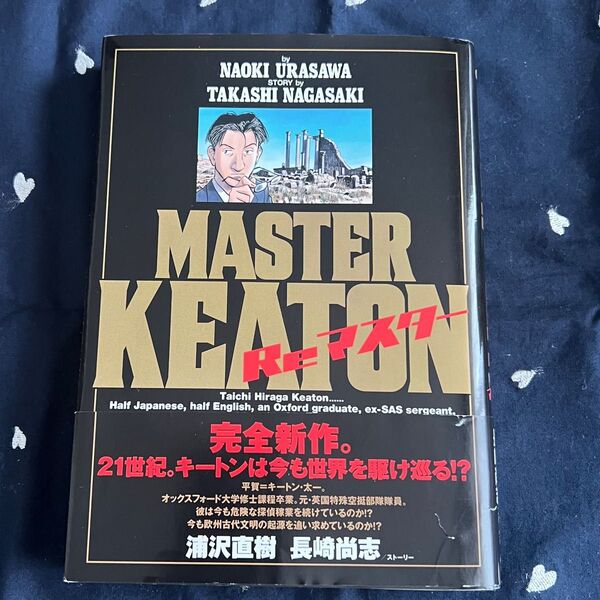 by
NAOKI URASAWA
STORY by
TAKASHI NAGASAKI
MASTER
KEATON
Reマスター
Taichi Hiraga Keaton......
Half Japanese, half English, an Oxford graduate, ex-SAS sergeant.
完全新作。
21世紀。キートンは今も世界を駆け巡る!?
平賀=キートン・太一。
オックスフォード大学修士課程卒業。元・英国特殊空挺部隊隊員。
彼は今も危険な探偵稼業を続けているのか!?
今も欧州古代文明の起源を追い求めているのか!?
浦沢直樹 長崎尚志/ストーリー